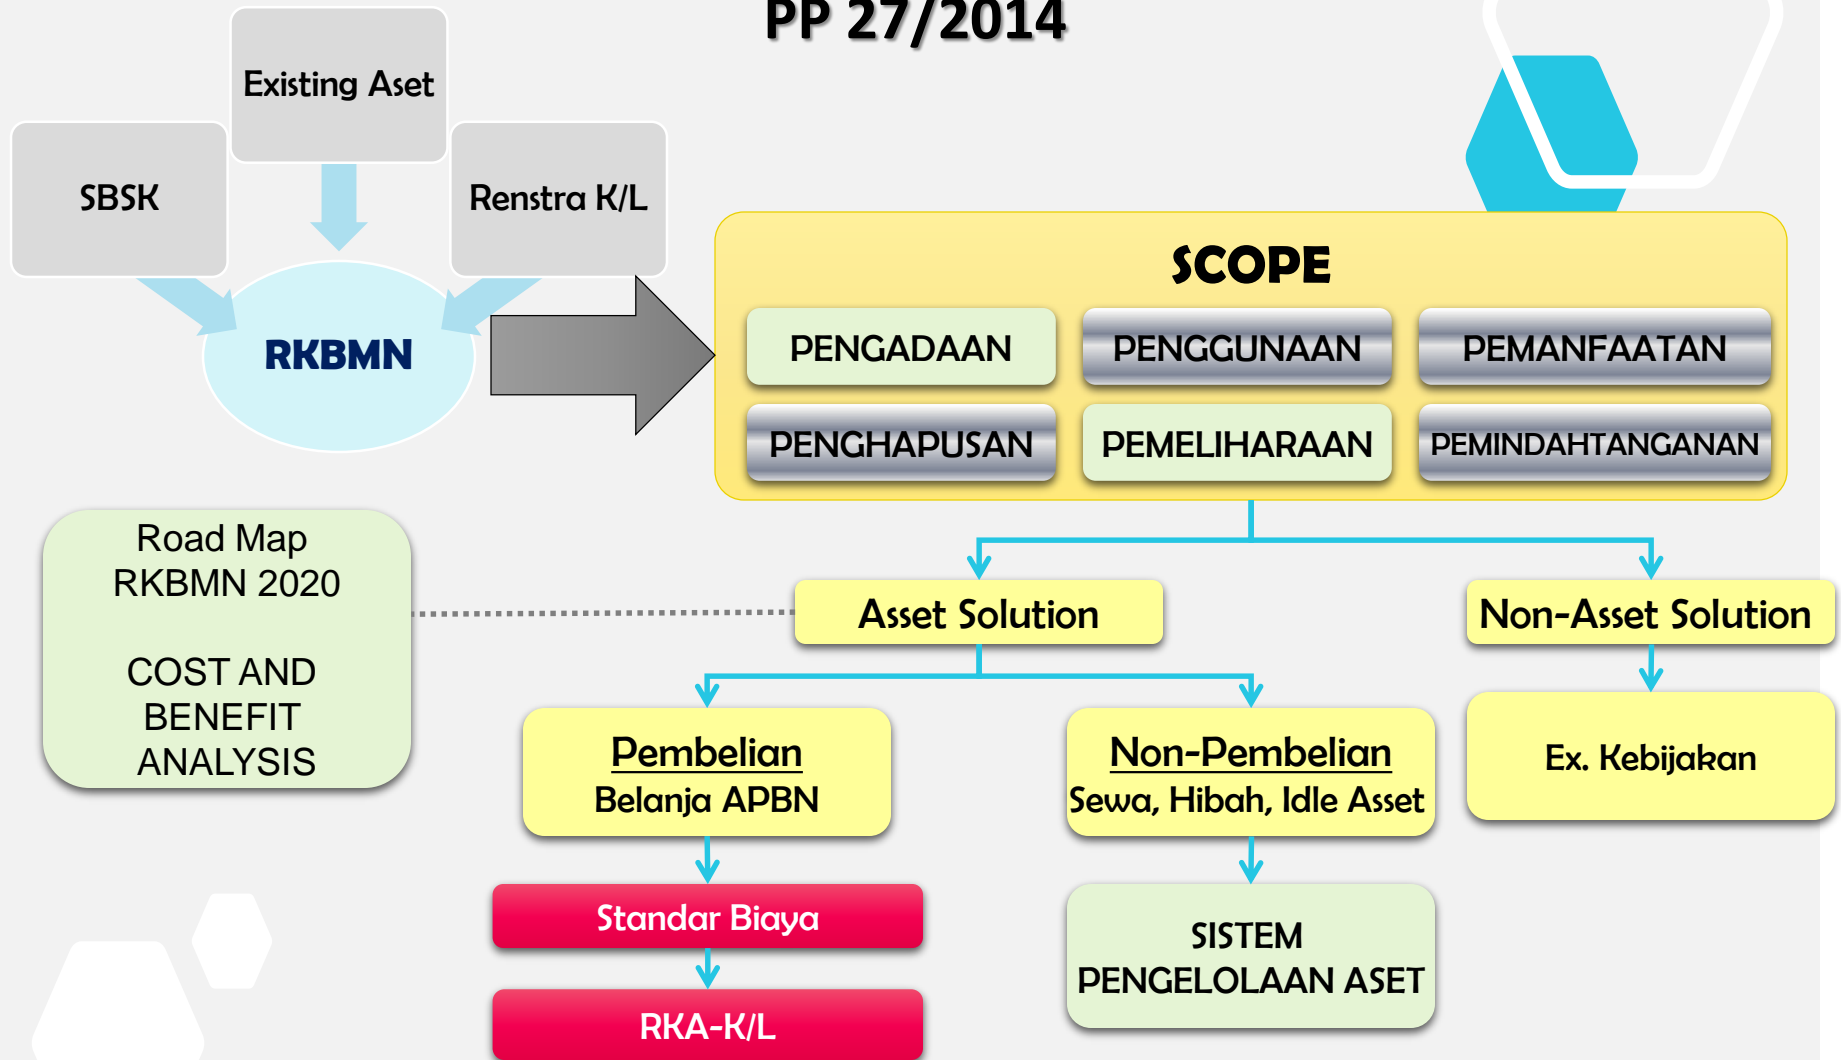 PP 27/2014
Existing Aset
SBSK
Renstra K/L
RKBMN
SCOPE
PENGADAAN
PENGGUNAAN
PEMANFAATAN
PENGHAPUSAN
PEMELIHARAAN
PEMINDAHTANGANAN
Road Map
RKBMN 2020
COST AND
BENEFIT
ANALYSIS
Asset Solution
Non-Asset Solution
Pembelian
Belanja APBN
Non-Pembelian
Sewa, Hibah, Idle Asset
Ex. Kebijakan
Standar Biaya
RKA-K/L
SISTEM
PENGELOLAAN ASET